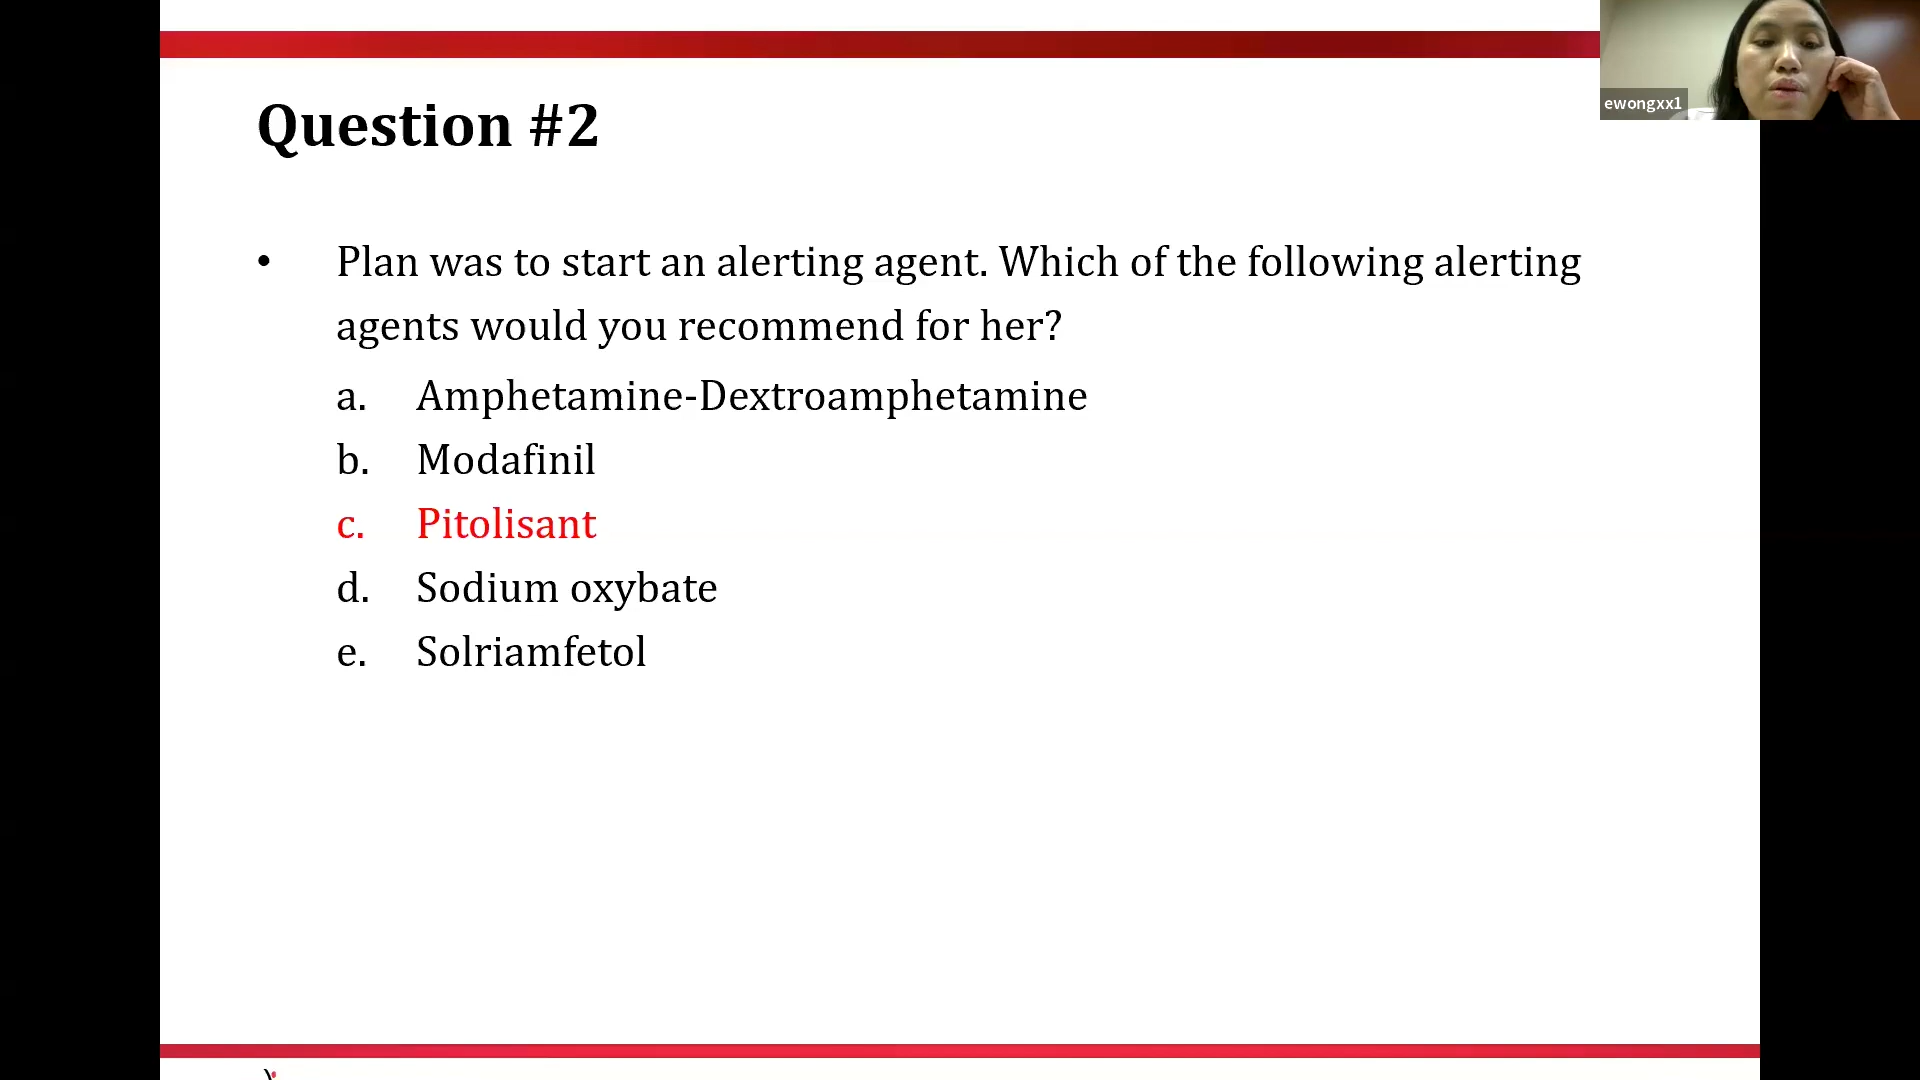 ewongxx1
Question #2
• Plan was to start an alerting agent. Which of the following alerting
agents would you recommend for her?
a. Amphetamine-Dextroamphetamine
b. Modafinil
c. Pitolisant
d. Sodium oxybate
e. Solriamfetol